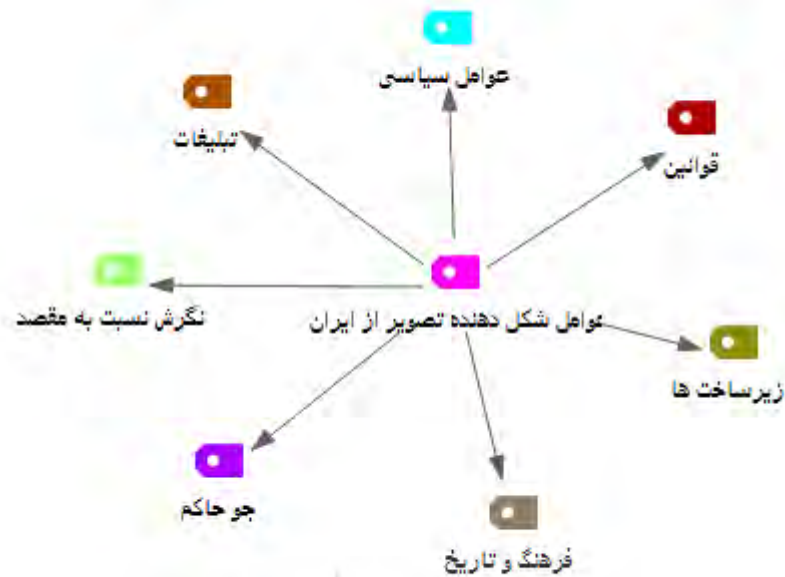 عوامل سیاسی
تبلیغات
قوانین
نگرش نسبت به مقصد
عوامل شکل دهنده تصویر از ایران
زیرساخت ها
جو حاکم
فرهنگ و تاریخ